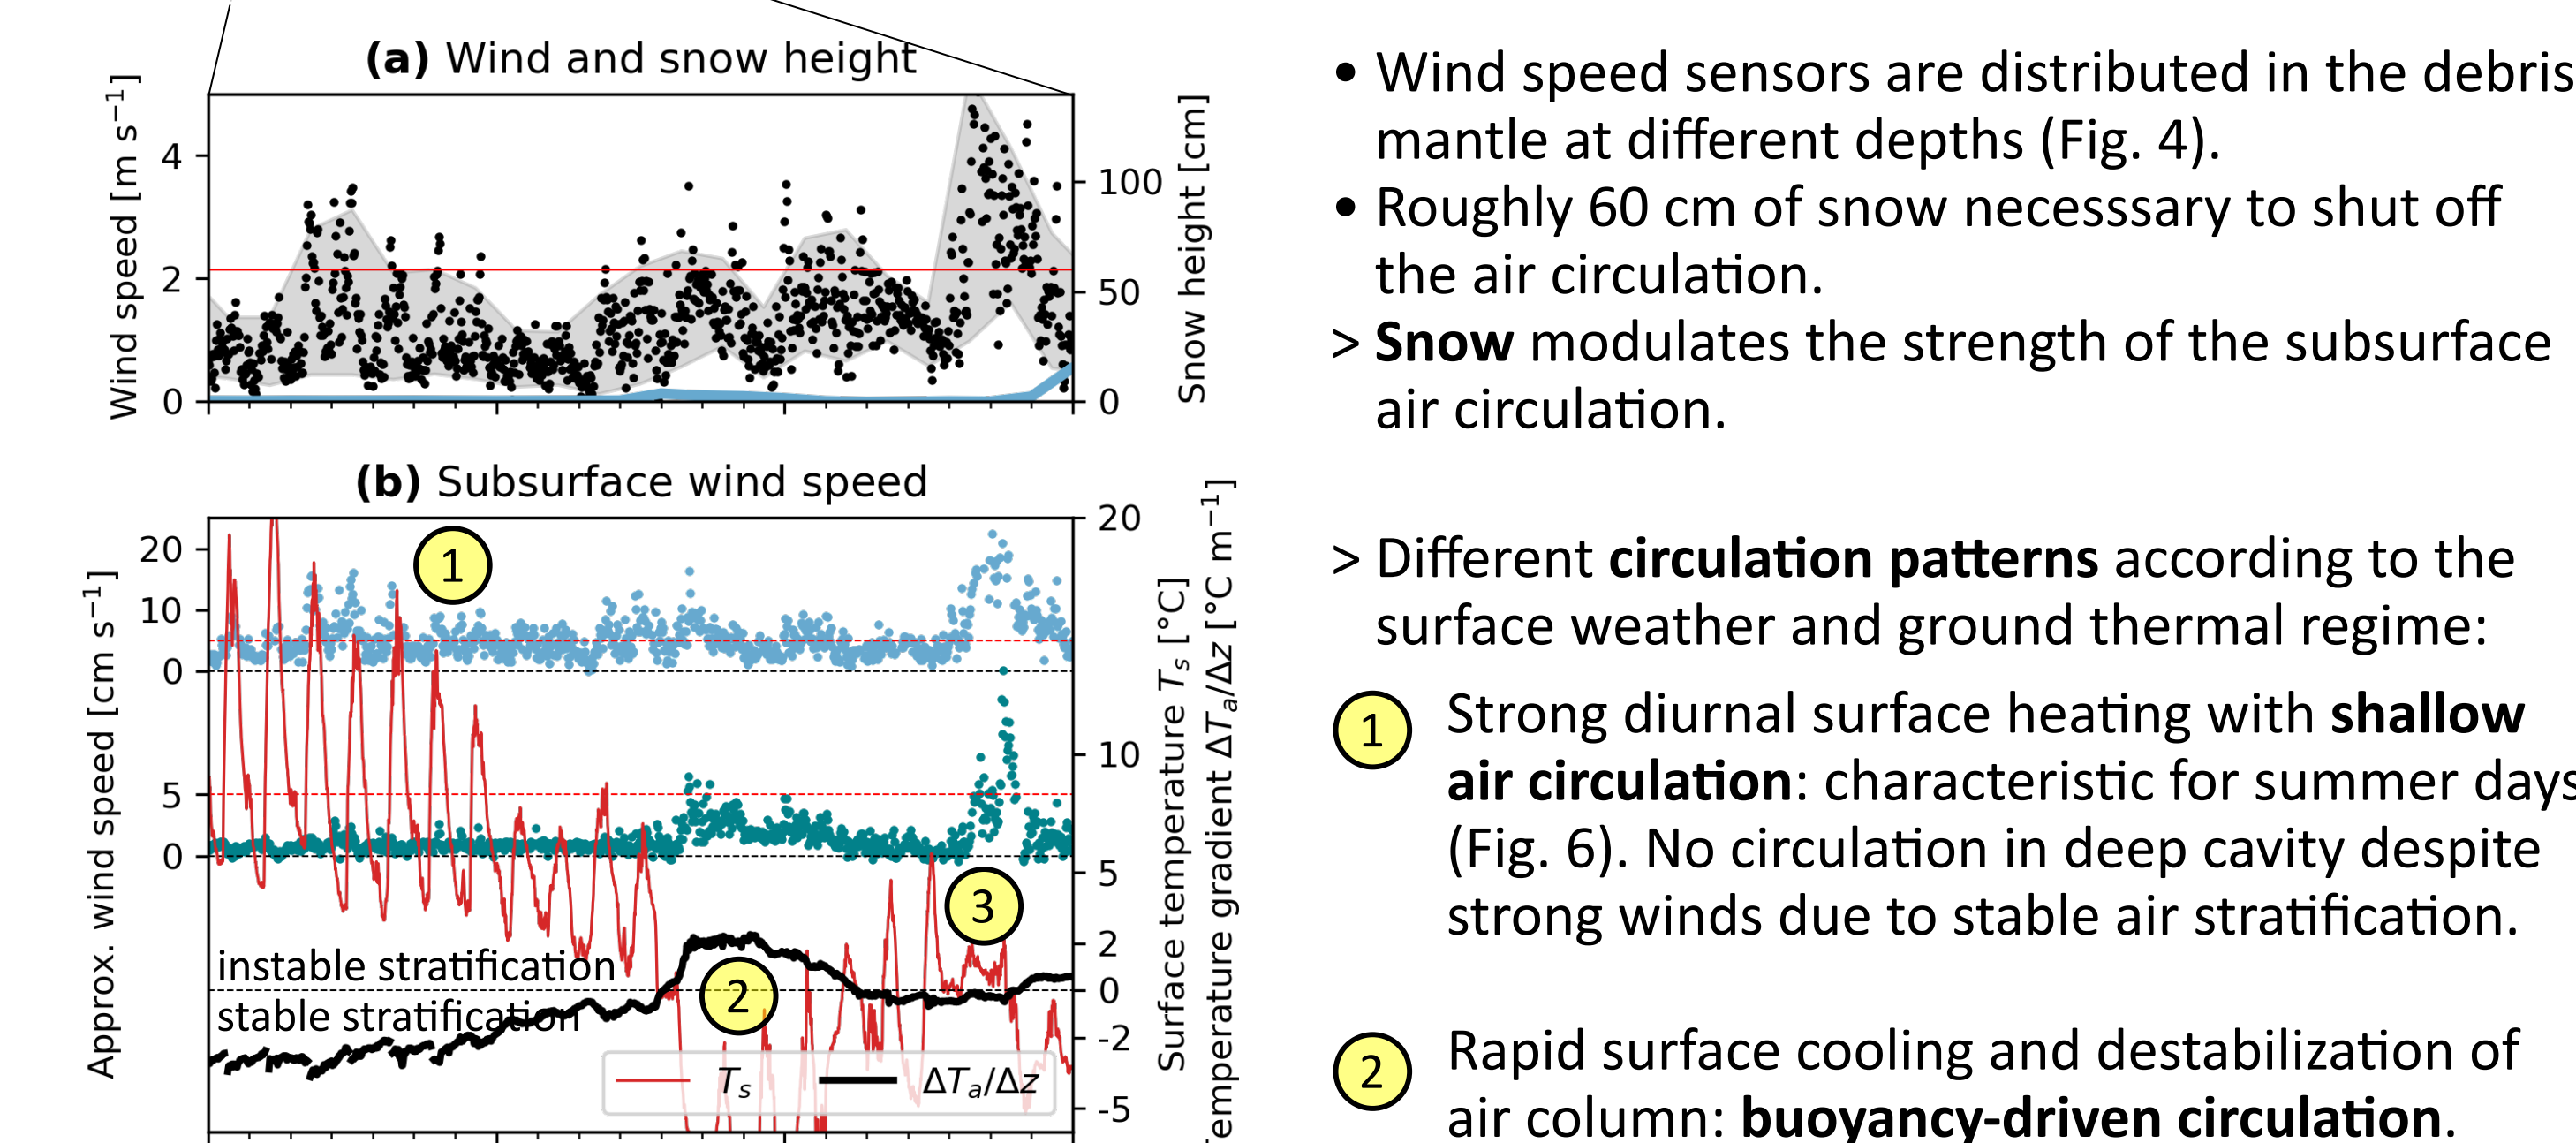 (a) Wind and snow height
Wind speed [m s⁻¹]
4
2
0
100
50
0
Snow height [cm]
(b) Subsurface wind speed
Approx. wind speed [cm s⁻¹]
20
10
0
5
0
20
10
5
2
0
-2
-5
Surface temperature Tₛ [°C]
emperature gradient ΔTₐ/Δz [°C m⁻¹]
1
2
3
instable stratification
stable stratification
Tₛ
ΔTₐ/Δz
• Wind speed sensors are distributed in the debris
mantle at different depths (Fig. 4).
• Roughly 60 cm of snow necesssary to shut off
the air circulation.
> Snow modulates the strength of the subsurface
air circulation.
> Different circulation patterns according to the
surface weather and ground thermal regime:
1 Strong diurnal surface heating with shallow
air circulation: characteristic for summer days
(Fig. 6). No circulation in deep cavity despite
strong winds due to stable air stratification.
2 Rapid surface cooling and destabilization of
air column: buoyancy-driven circulation.